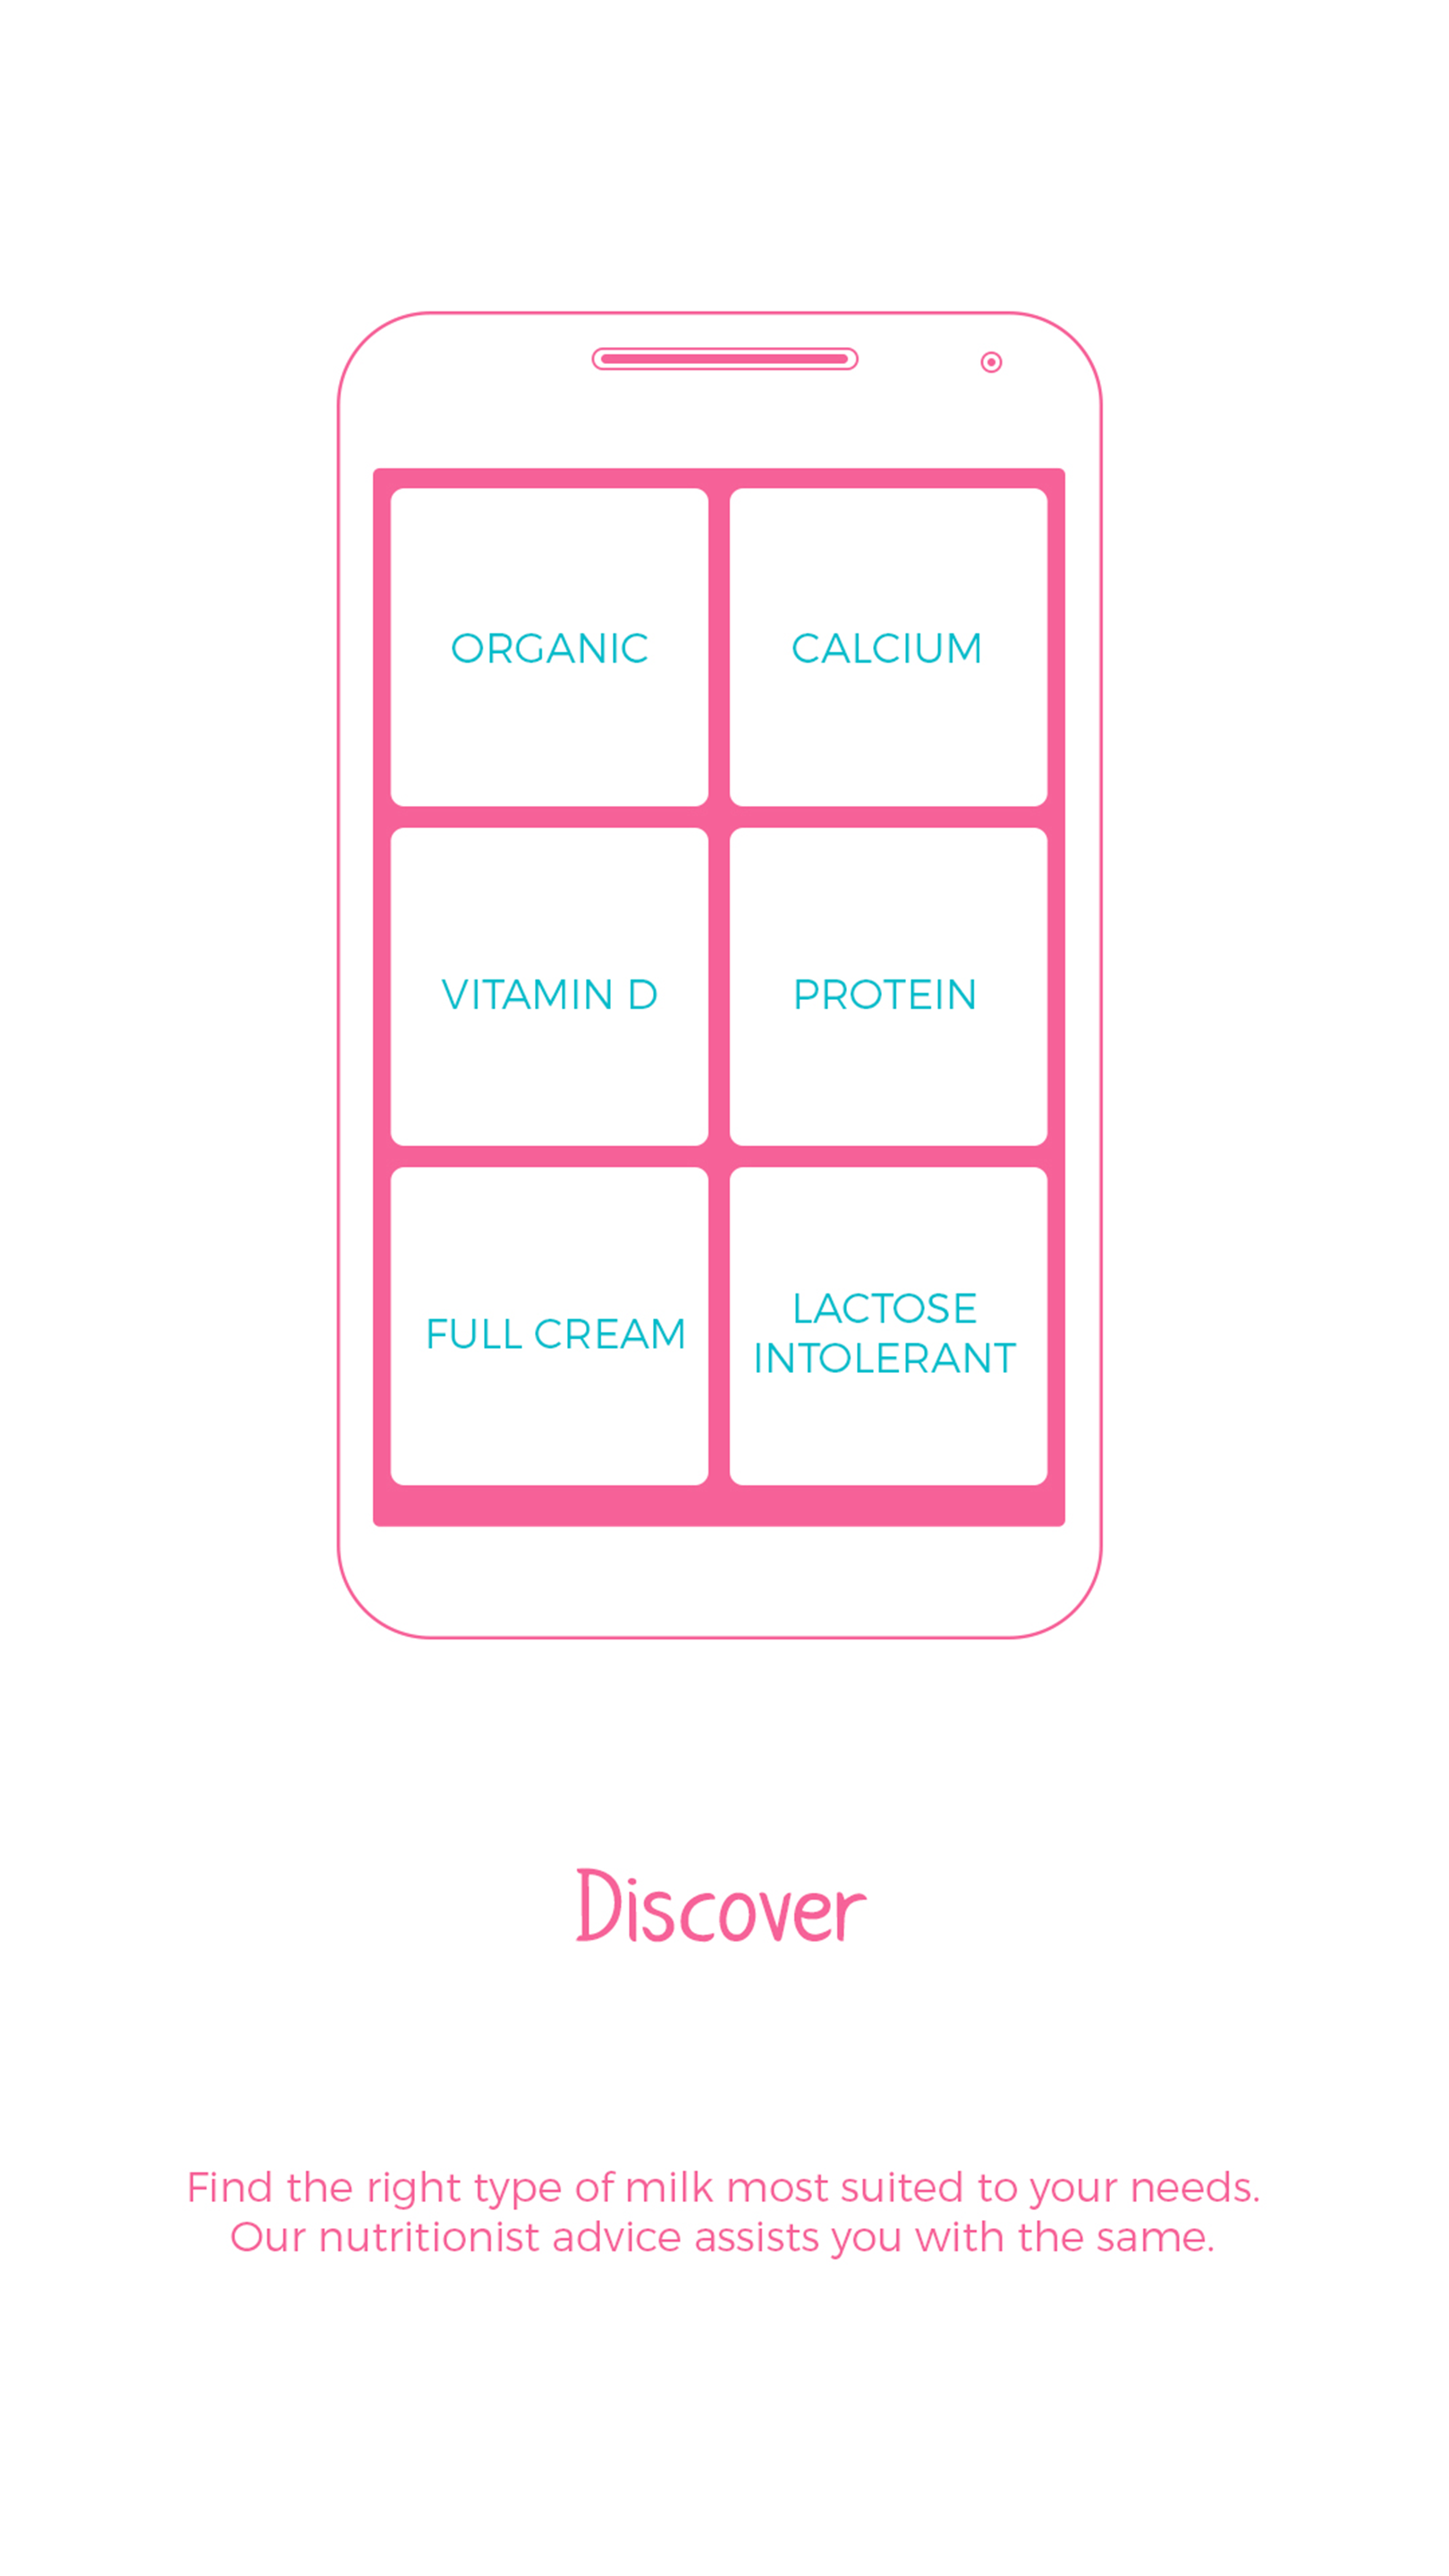 ORGANIC
CALCIUM
VITAMIN D
PROTEIN
FULL CREAM
LACTOSE
INTOLERANT
Discover
Find the right type of milk most suited to your needs.
Our nutritionist advice assists you with the same.